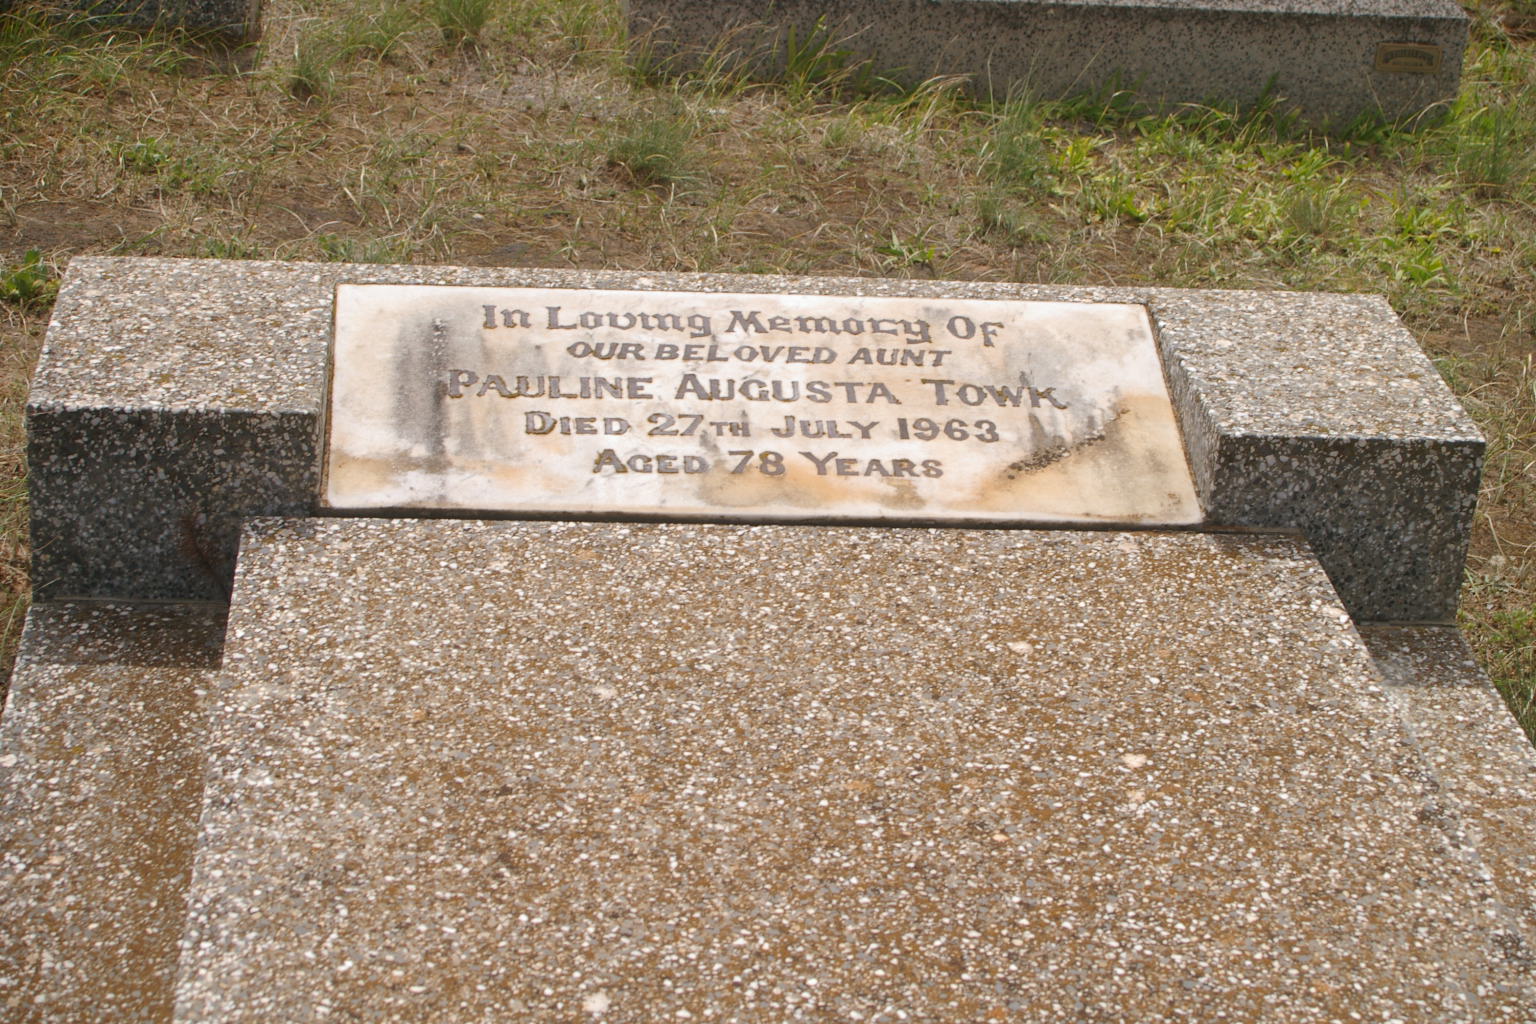 In Loving Memory Of
OUR BELOVED AUNT
PAULINE AUGUSTA TOWK
DIED 27TH JULY 1963
AGED 78 YEARS